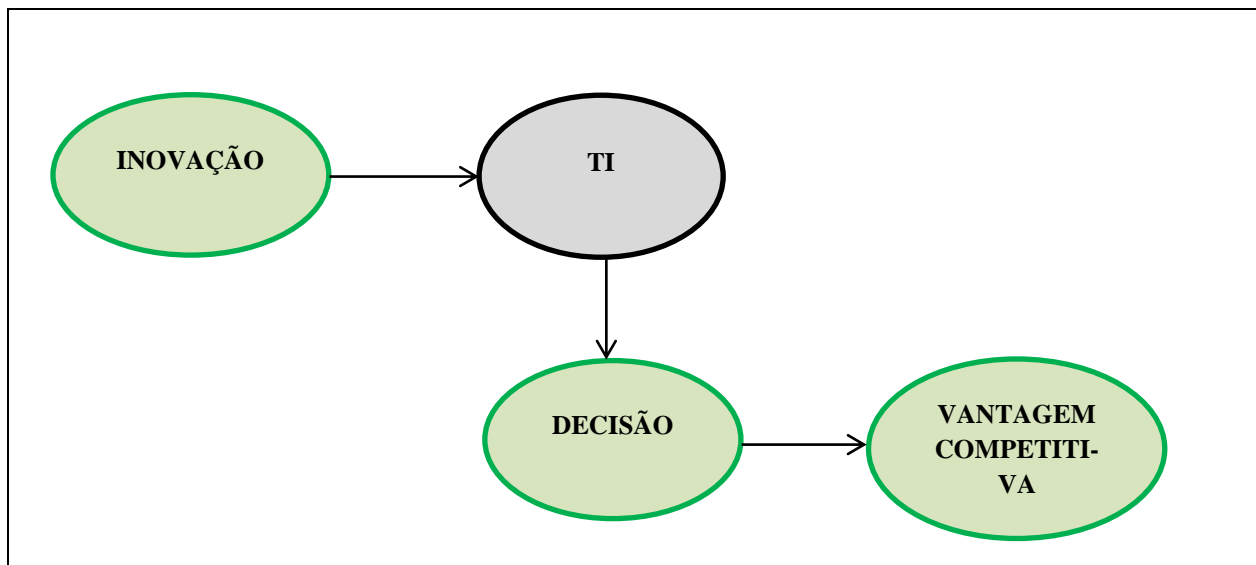 INOVAÇÃO
TI
DECISÃO
VANTAGEM
COMPETITI-
VA